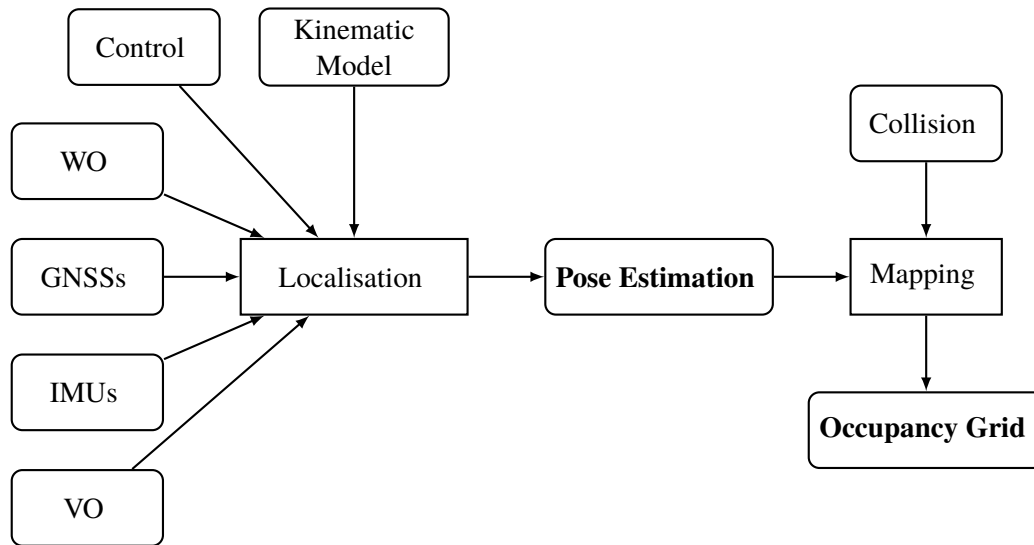 Control
Kinematic
Model
Collision
WO
GNSSs
Localisation
Pose Estimation
Mapping
IMUs
Occupancy Grid
VO